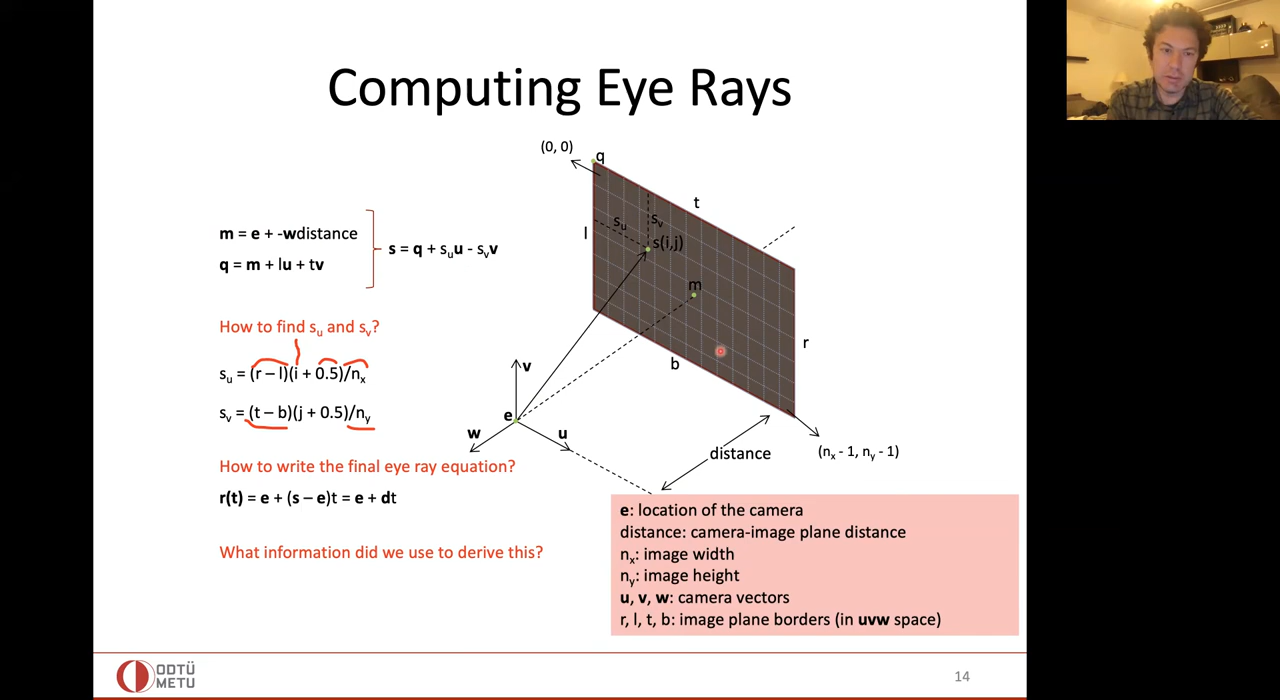 Computing Eye Rays
(0, 0)
q
t
l
s_u
s_v
s(i,j)
m
r
b
m = e + -wdistance
q = m + lu + tv
s = q + s_u u - s_v v
How to find s_u and s_v?
s_u = (r – l)(i + 0.5)/n_x
s_v = (t – b)(j + 0.5)/n_y
v
e
w
u
distance
(n_x - 1, n_y - 1)
How to write the final eye ray equation?
r(t) = e + (s – e)t = e + dt
What information did we use to derive this?
e: location of the camera
distance: camera-image plane distance
n_x: image width
n_y: image height
u, v, w: camera vectors
r, l, t, b: image plane borders (in uvw space)
ODTÜ
METU
14